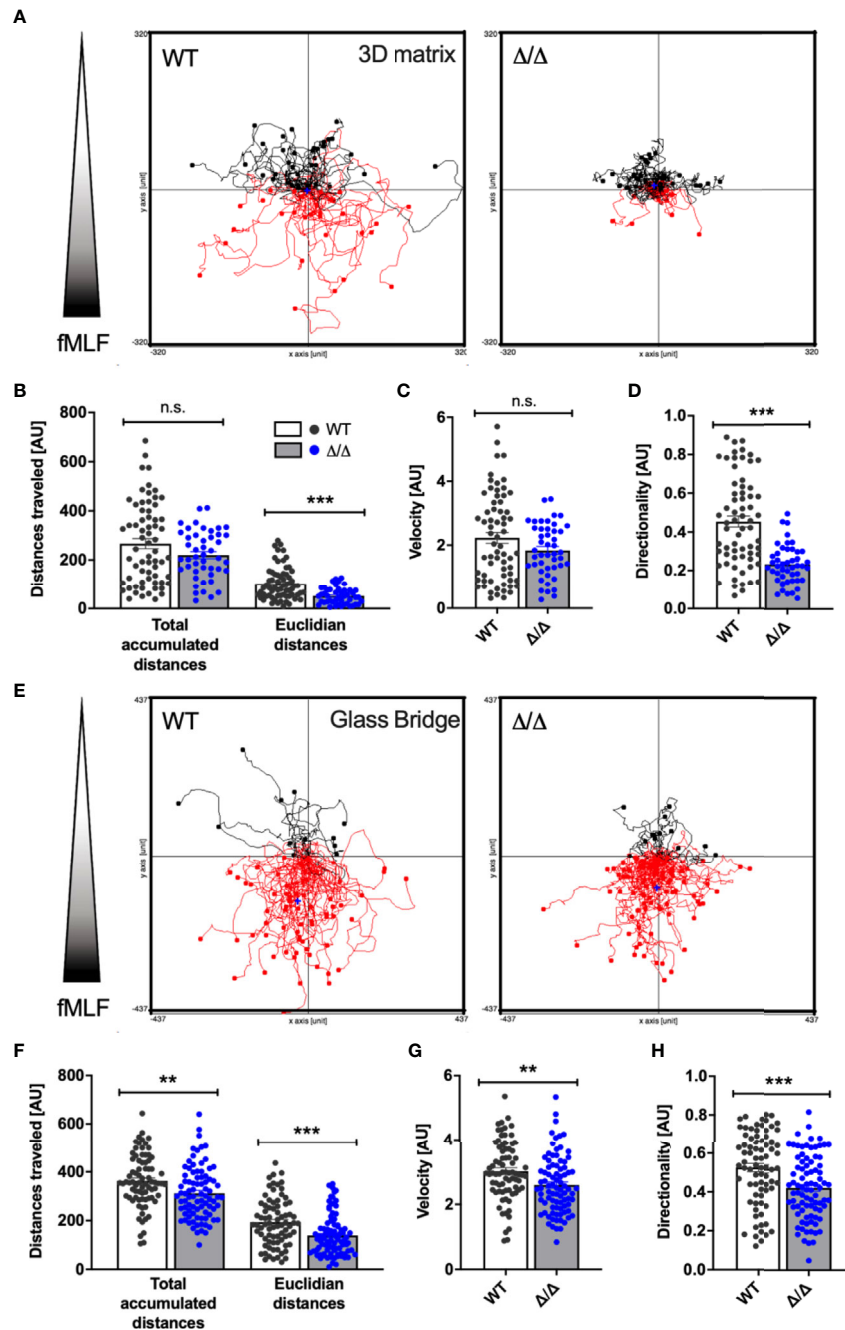 A
320
WT
3D matrix
y axis [unit]
-320
-320
x axis [unit]
320
320
Δ/Δ
y axis [unit]
-320
-320
x axis [unit]
320
fMLF
B
Distances traveled [AU]
800
600
400
200
0
n.s.
***
WT
Δ/Δ
Total
accumulated
distances
Euclidian
distances
C
Velocity [AU]
6
4
2
0
n.s.
WT
Δ/Δ
D
Directionality [AU]
1.0
0.8
0.6
0.4
0.2
0.0
***
WT
Δ/Δ
E
437
WT
Glass Bridge
y axis [unit]
-437
-437
x axis [unit]
437
437
Δ/Δ
y axis [unit]
-437
-437
x axis [unit]
437
fMLF
F
Distances traveled [AU]
800
600
400
200
0
**
***
Total
accumulated
distances
Euclidian
distances
G
Velocity [AU]
6
4
2
0
**
WT
Δ/Δ
H
Directionality [AU]
1.0
0.8
0.6
0.4
0.2
0.0
***
WT
Δ/Δ